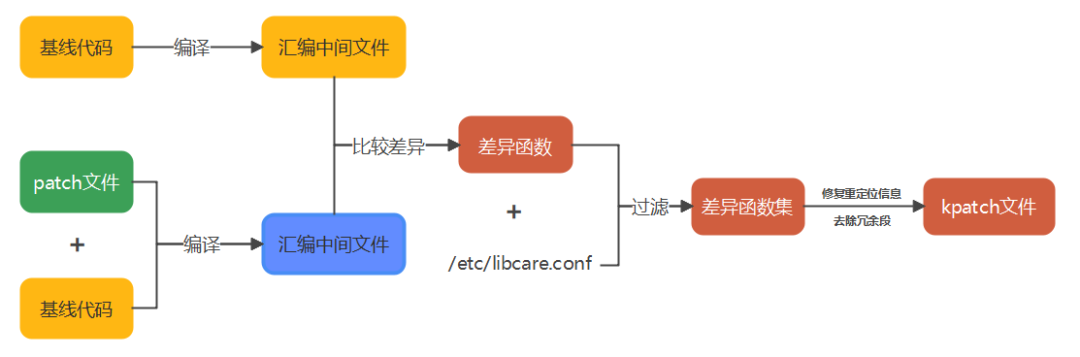 基线代码
编译
汇编中间文件
比较差异
差异函数
patch文件
+
基线代码
编译
汇编中间文件
+
/etc/libcare.conf
过滤
差异函数集
修复重定位信息
去除冗余段
kpatch文件